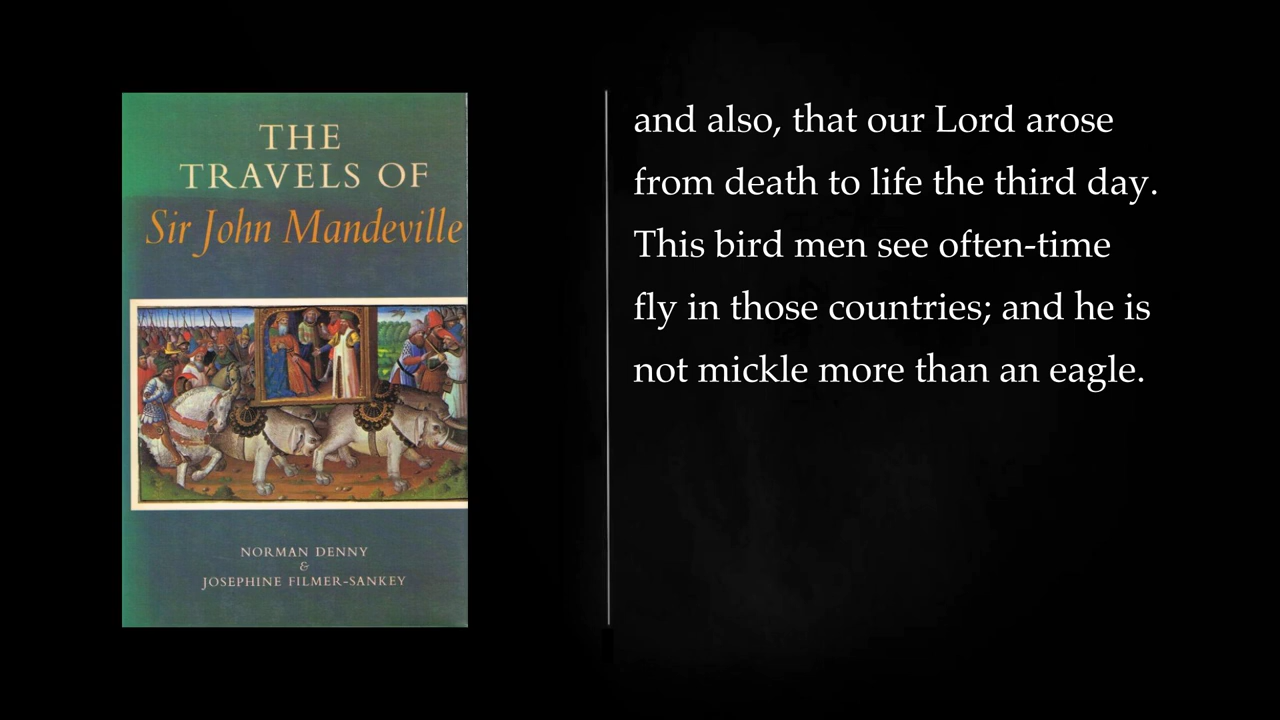 THE
TRAVELS OF
Sir John Mandeville
NORMAN DENNY
&
JOSEPHINE FILMER-SANKEY
and also, that our Lord arose
from death to life the third day.
This bird men see often-time
fly in those countries; and he is
not mickle more than an eagle.